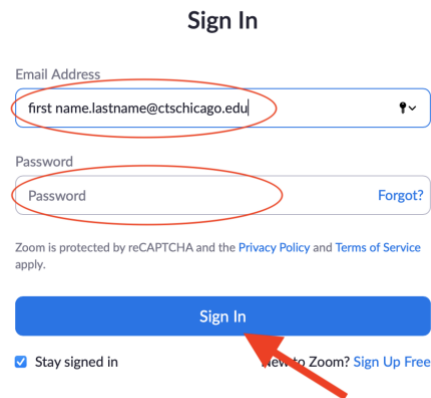 Sign In
Email Address
first name.lastname@ctschicago.edu
Password
Password Forgot?
Zoom is protected by reCAPTCHA and the Privacy Policy and Terms of Service
apply.
Sign In
Stay signed in to Zoom? Sign Up Free